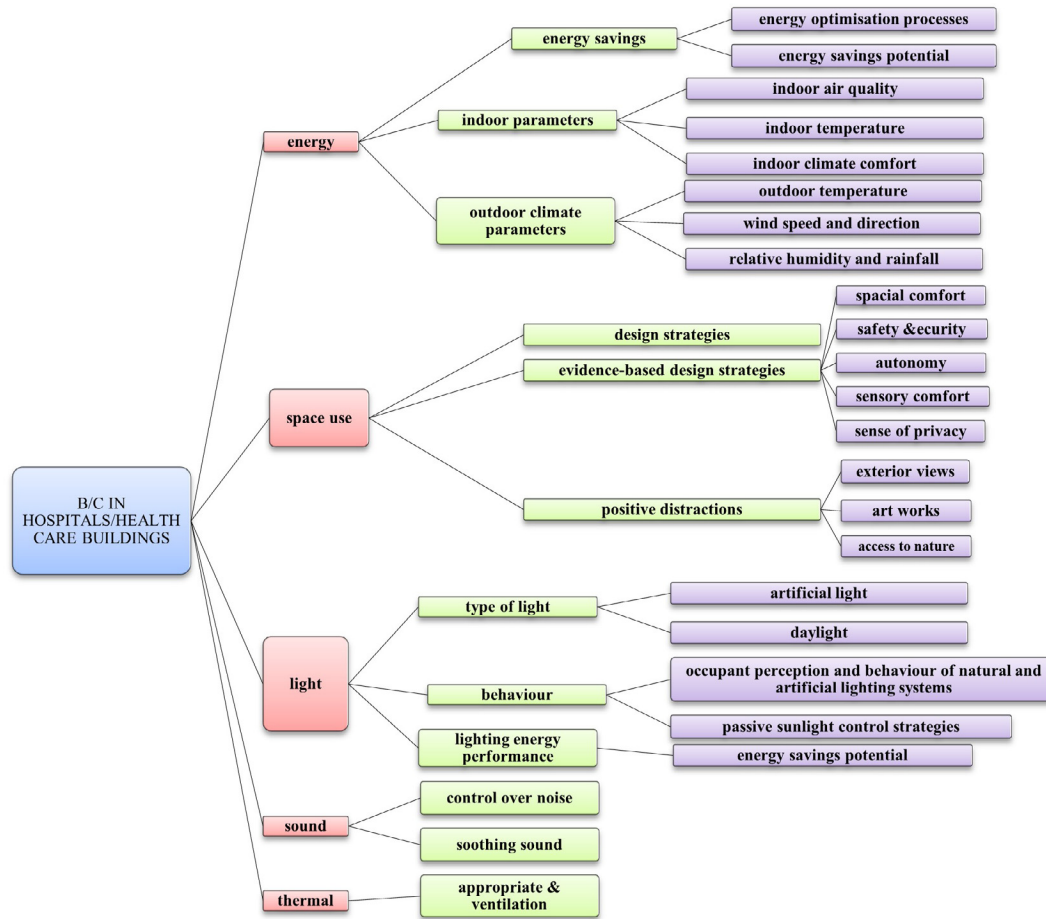 B/C IN
HOSPITALS/HEALTH
CARE BUILDINGS
energy
energy savings
energy optimisation processes
energy savings potential
indoor parameters
indoor air quality
indoor temperature
indoor climate comfort
outdoor climate
parameters
outdoor temperature
wind speed and direction
relative humidity and rainfall
space use
design strategies
evidence-based design strategies
spacial comfort
safety &ecurity
autonomy
sensory comfort
sense of privacy
positive distractions
exterior views
art works
access to nature
light
type of light
artificial light
daylight
behaviour
occupant perception and behaviour of natural and
artificial lighting systems
passive sunlight control strategies
lighting energy
performance
energy savings potential
sound
control over noise
soothing sound
thermal
appropriate &
ventilation